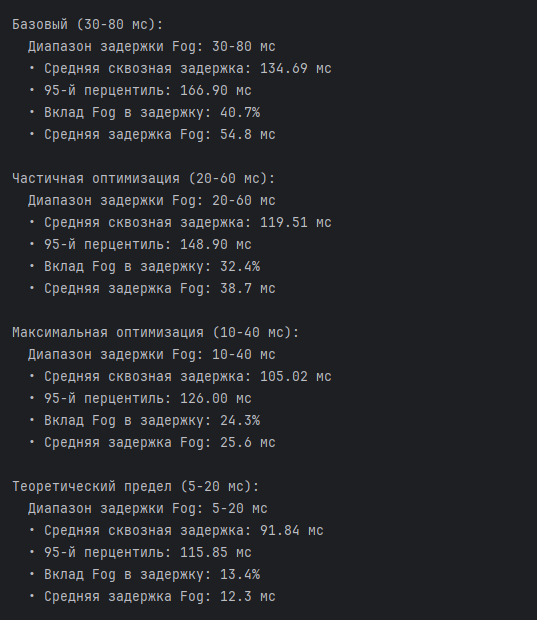 Базовый (30-80 мс):
Диапазон задержки Fog: 30-80 мс
• Средняя сквозная задержка: 134.69 мс
• 95-й перцентиль: 166.90 мс
• Вклад Fog в задержку: 40.7%
• Средняя задержка Fog: 54.8 мс
Частичная оптимизация (20-60 мс):
Диапазон задержки Fog: 20-60 мс
• Средняя сквозная задержка: 119.51 мс
• 95-й перцентиль: 148.90 мс
• Вклад Fog в задержку: 32.4%
• Средняя задержка Fog: 38.7 мс
Максимальная оптимизация (10-40 мс):
Диапазон задержки Fog: 10-40 мс
• Средняя сквозная задержка: 105.02 мс
• 95-й перцентиль: 126.00 мс
• Вклад Fog в задержку: 24.3%
• Средняя задержка Fog: 25.6 мс
Теоретический предел (5-20 мс):
Диапазон задержки Fog: 5-20 мс
• Средняя сквозная задержка: 91.84 мс
• 95-й перцентиль: 115.85 мс
• Вклад Fog в задержку: 13.4%
• Средняя задержка Fog: 12.3 мс